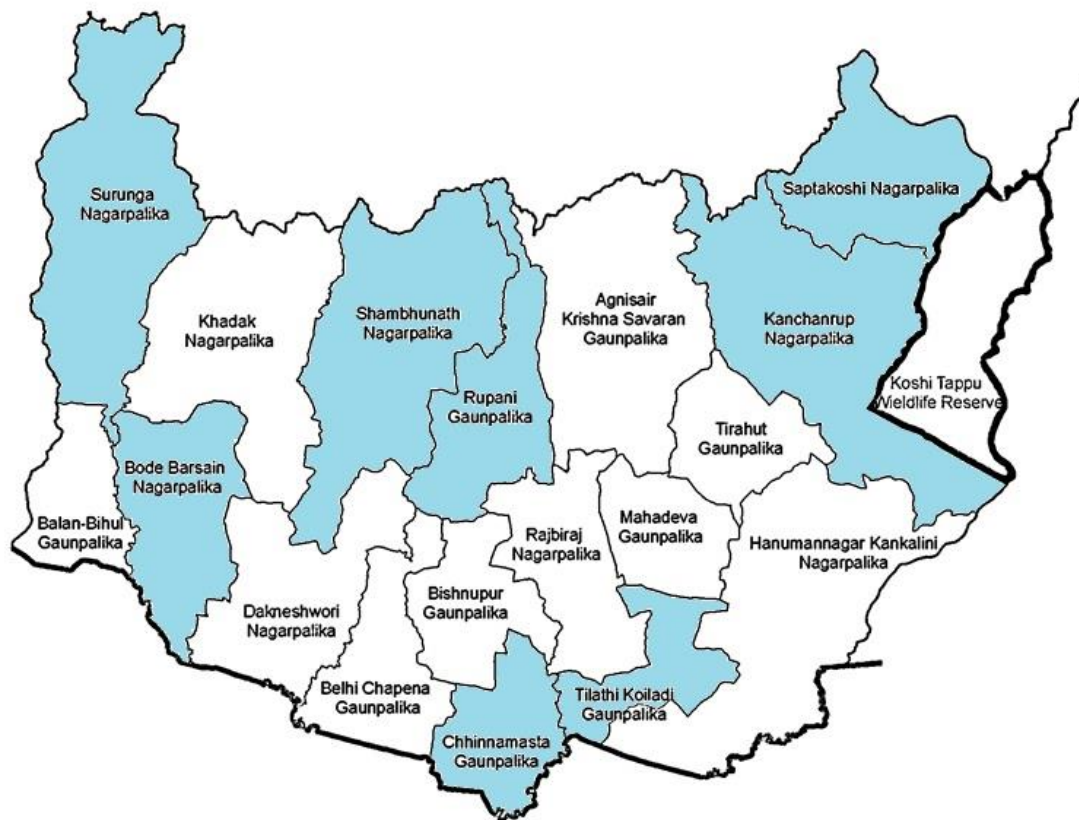 Surunga
Nagarpalika
Saptakoshi Nagarpalika
Khadak
Nagarpalika
Shambhunath
Nagarpalika
Agnisair
Krishna Savaran
Gaunpalika
Kanchanrup
Nagarpalika
Rupani
Gaunpalika
Koshi Tappu
Wieldlife Reserve
Tirahut
Gaunpalika
Bode Barsain
Nagarpalika
Balan-Bihul
Gaunpalika
Rajbiraj
Nagarpalika
Mahadeva
Gaunpalika
Hanumannagar Kankalini
Nagarpalika
Dakneshwori
Nagarpalika
Bishnupur
Gaunpalika
Belhi Chapena
Gaunpalika
Tilathi Koiladi
Gaunpalika
Chhinnamasta
Gaunpalika